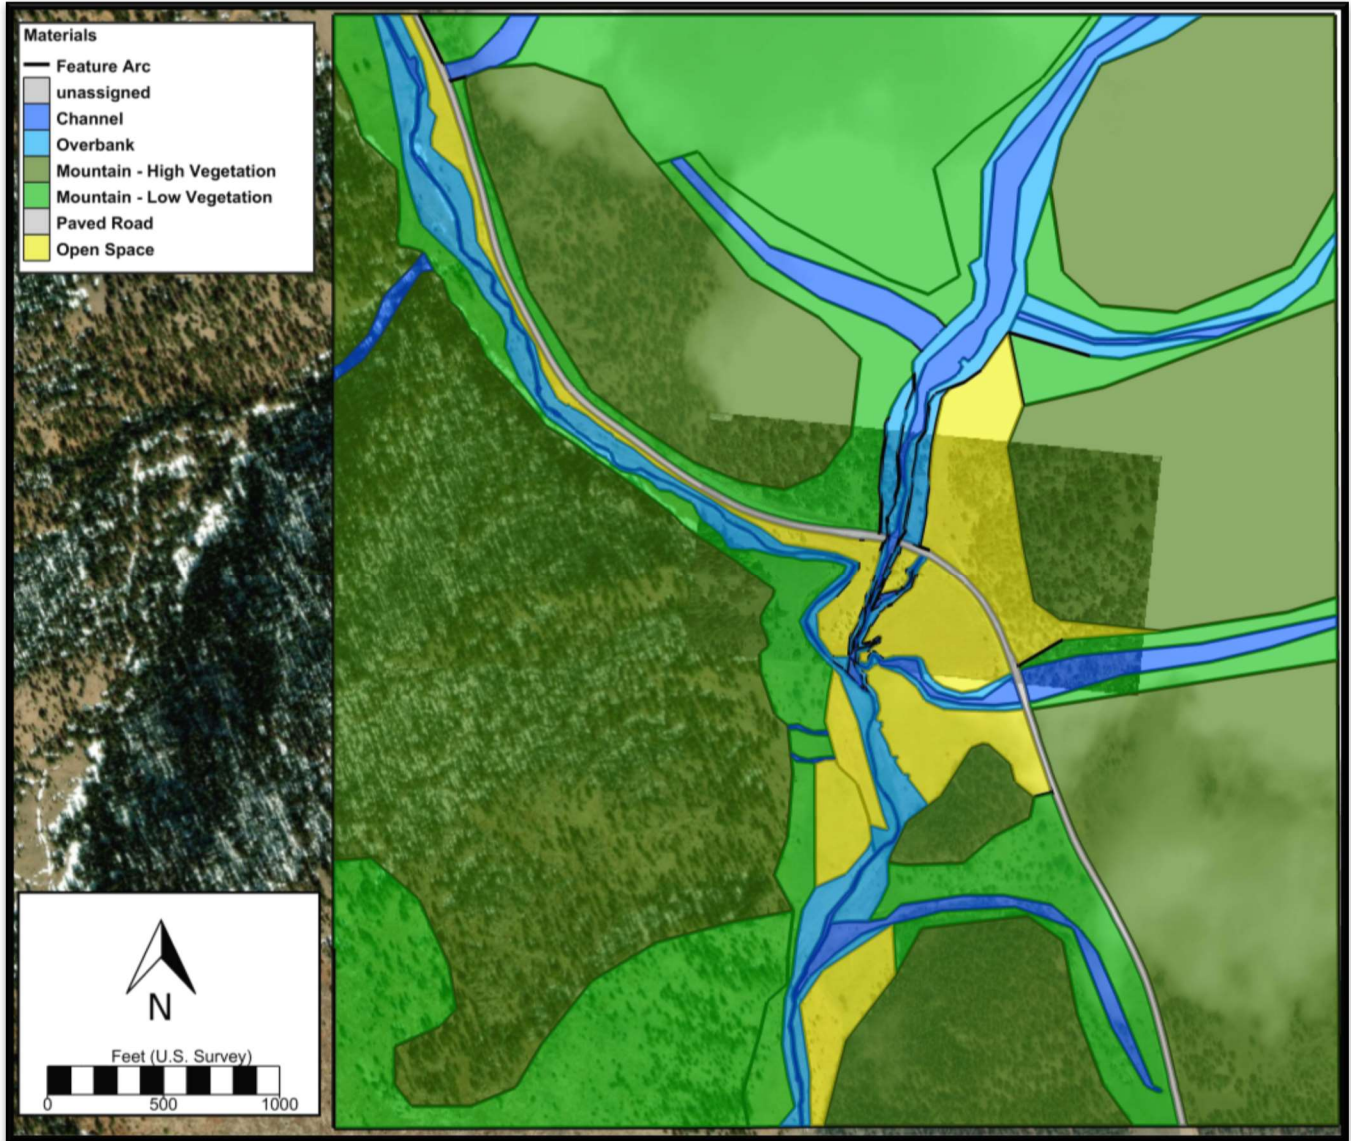 Materials
Feature Arc
unassigned
Channel
Overbank
Mountain - High Vegetation
Mountain - Low Vegetation
Paved Road
Open Space
N
Feet (U.S. Survey)
0 500 1000